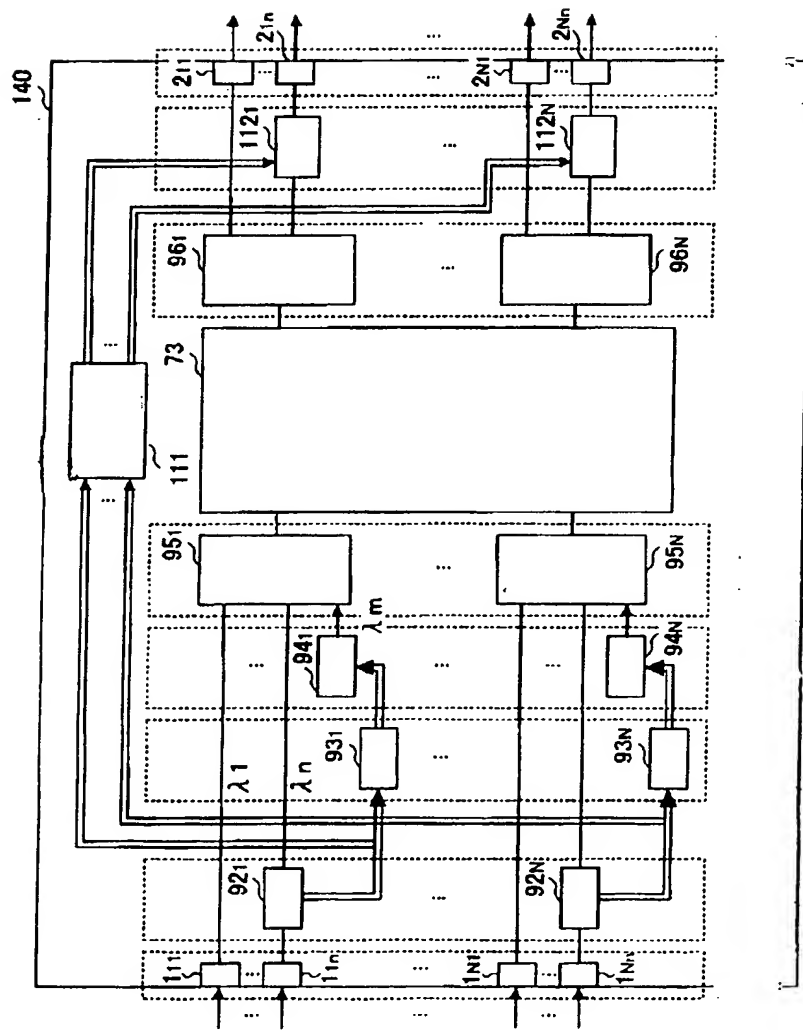 140
2₁₁
2₁ₙ
2N1
2Nn
112₁
112N
96₁
96N
73
111
95₁
95N
λm
94₁
94N
93₁
93N
λ1
λn
92₁
92N
1₁₁
1₁ₙ
1N1
1Nn